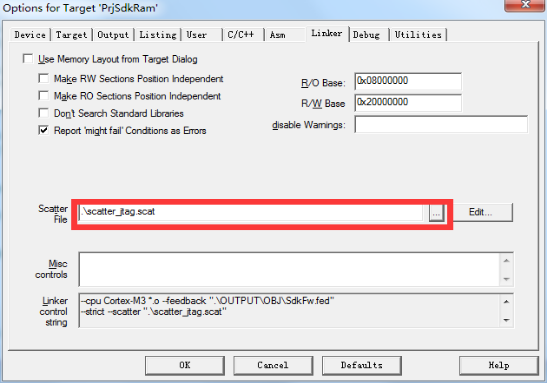 Options for Target 'PrjSdkRam'
Device | Target | Output | Listing | User | C/C++ | Asm | Linker | Debug | Utilities
Use Memory Layout from Target Dialog
Make RW Sections Position Independent
Make RO Sections Position Independent
Don't Search Standard Libraries
Report 'might fail' Conditions as Errors
R/O Base: 0x08000000
R/W Base 0x20000000
disable Warnings:
Scatter File
.\scatter_jtag.scat
...
Edit...
Misc controls
Linker control string
--cpu Cortex-M3 *.o --feedback ".\OUTPUT\OBJ\SdkFw.fed"
--strict --scatter ".\scatter_jtag.scat"
OK
Cancel
Defaults
Help